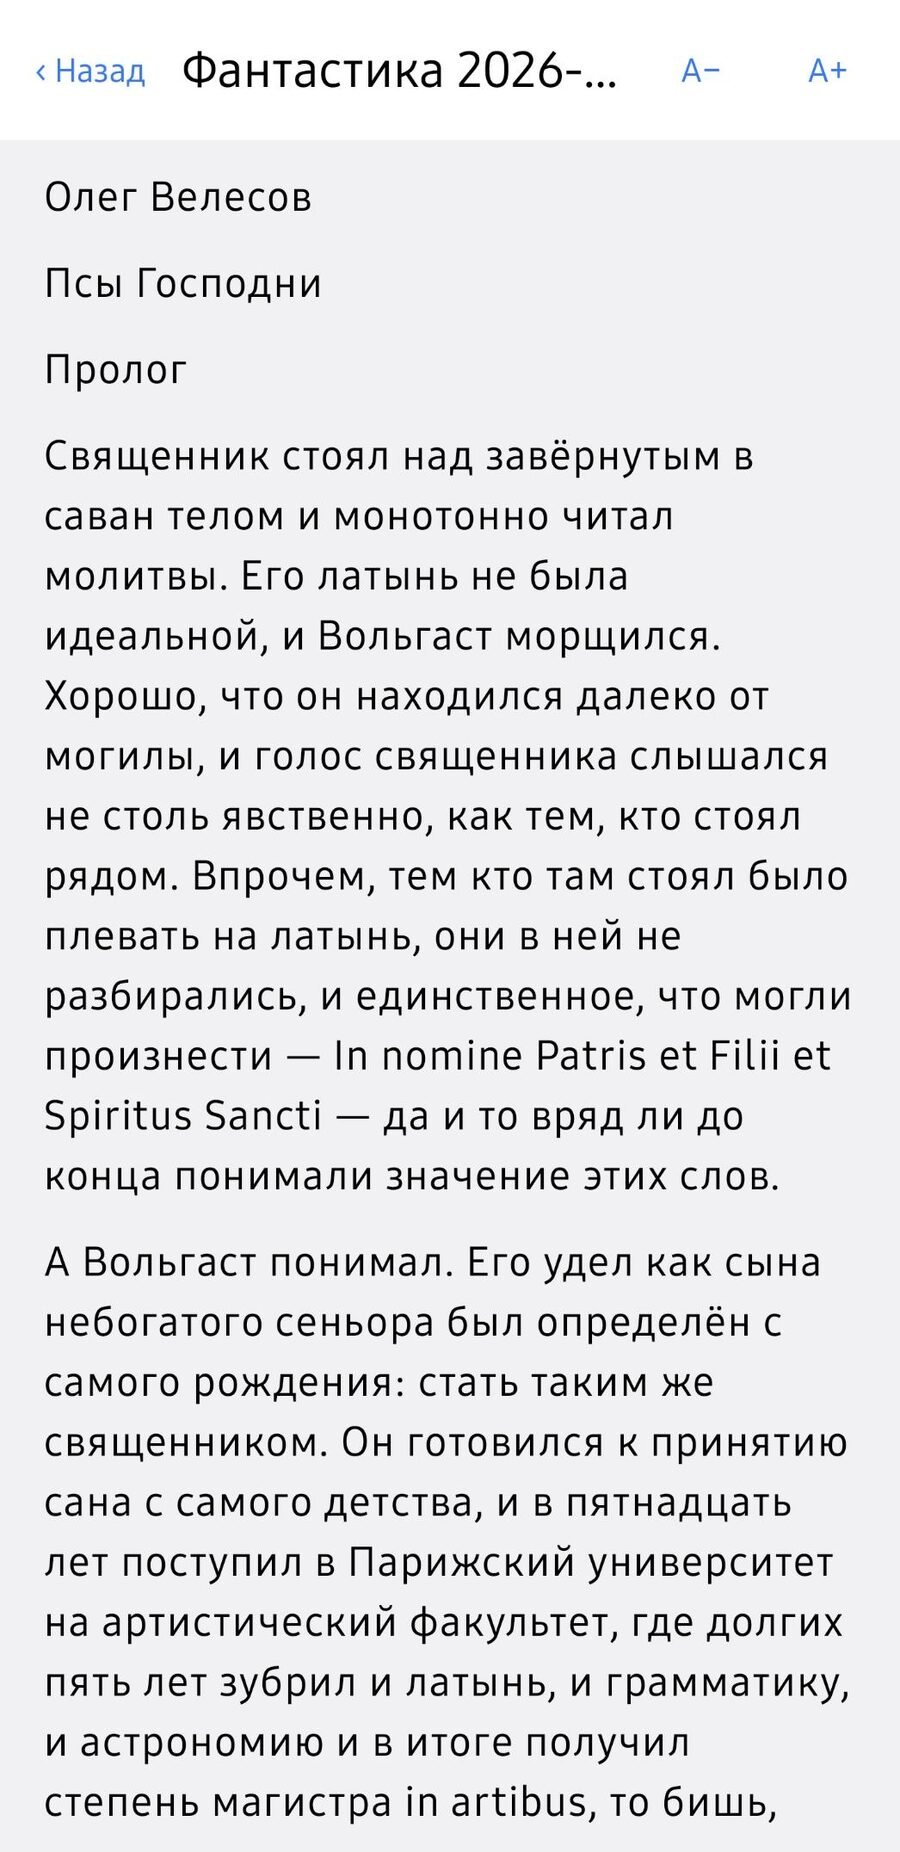 ‹ Назад Фантастика 2026-... A− A+
Олег Велесов
Псы Господни
Пролог
Священник стоял над завёрнутым в
саван телом и монотонно читал
молитвы. Его латынь не была
идеальной, и Вольгаст морщился.
Хорошо, что он находился далеко от
могилы, и голос священника слышался
не столь явственно, как тем, кто стоял
рядом. Впрочем, тем кто там стоял было
плевать на латынь, они в ней не
разбирались, и единственное, что могли
произнести — In nomine Patris et Filii et
Spiritus Sancti — да и то вряд ли до
конца понимали значение этих слов.
А Вольгаст понимал. Его удел как сына
небогатого сеньора был определён с
самого рождения: стать таким же
священником. Он готовился к принятию
сана с самого детства, и в пятнадцать
лет поступил в Парижский университет
на артистический факультет, где долгих
пять лет зубрил и латынь, и грамматику,
и астрономию и в итоге получил
степень магистра in artibus, то бишь,